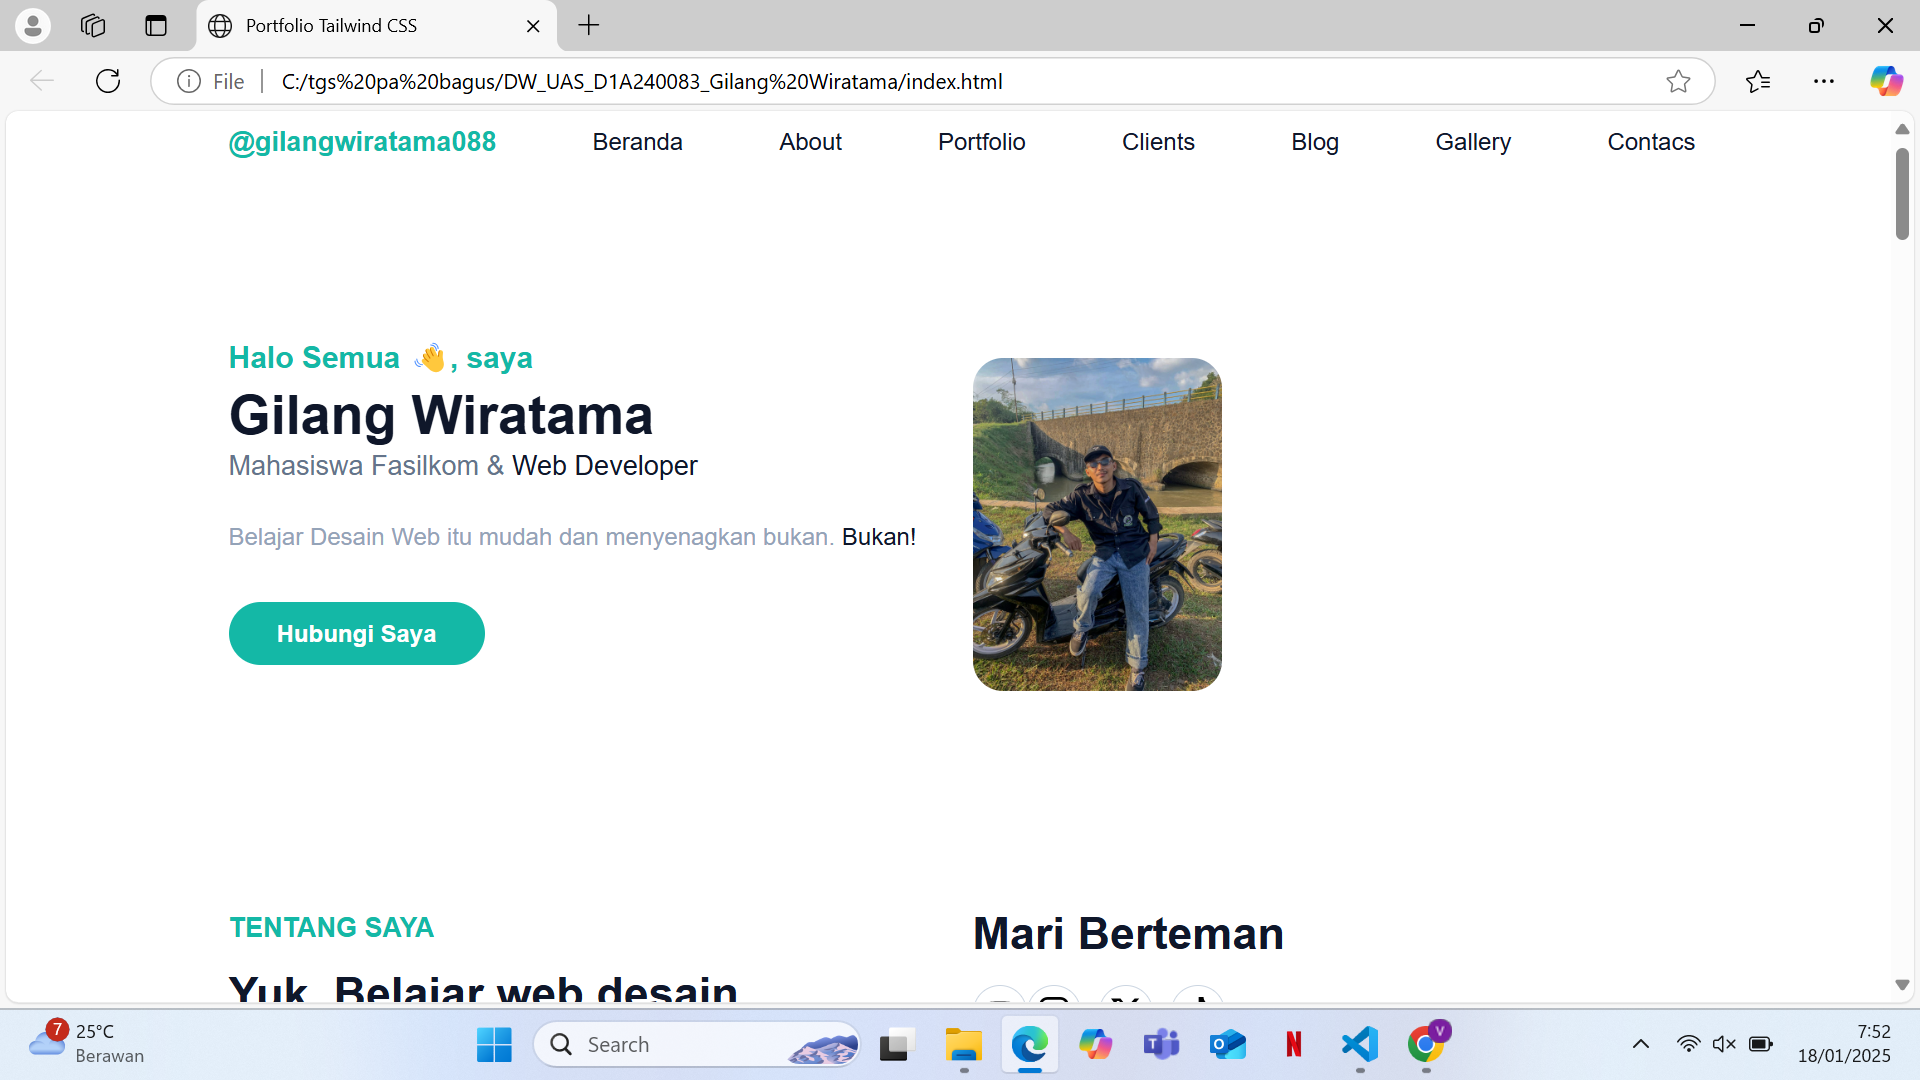 Portfolio Tailwind CSS
File
C:/tgs%20pa%20bagus/DW_UAS_D1A240083_Gilang%20Wiratama/index.html
@gilangwiratama088 Beranda About Portfolio Clients Blog Gallery Contacs
Halo Semua 👋, saya
Gilang Wiratama
Mahasiswa Fasilkom & Web Developer
Belajar Desain Web itu mudah dan menyenagkan bukan. Bukan!
Hubungi Saya
TENTANG SAYA
Yuk, Belajar web desain
Mari Berteman
7
25°C
Berawan
Search
T
O
N
V
7:52
18/01/2025